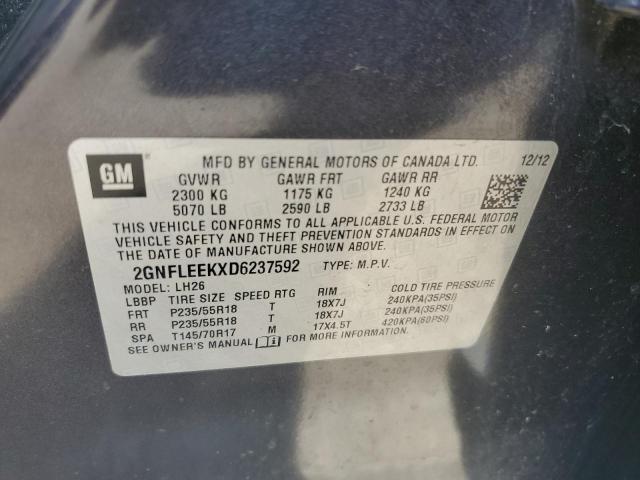 GM
MFD BY GENERAL MOTORS OF CANADA LTD. 12/12
GVWR GAWR FRT GAWR RR
2300 KG 1175 KG 1240 KG
5070 LB 2590 LB 2733 LB
THIS VEHICLE CONFORMS TO ALL APPLICABLE U.S. FEDERAL MOTOR
VEHICLE SAFETY AND THEFT PREVENTION STANDARDS IN EFFECT ON
THE DATE OF MANUFACTURE SHOWN ABOVE.
2GNFLEEKXD6237592 TYPE: M.P.V.
MODEL: LH26
LBBP TIRE SIZE SPEED RTG RIM COLD TIRE PRESSURE
FRT P235/55R18 T 18X7J 240KPA(35PSI)
RR P235/55R18 T 18X7J 240KPA(35PSI)
SPA T145/70R17 M 17X4.5T 420KPA(60PSI)
SEE OWNER'S MANUAL FOR MORE INFORMATION.